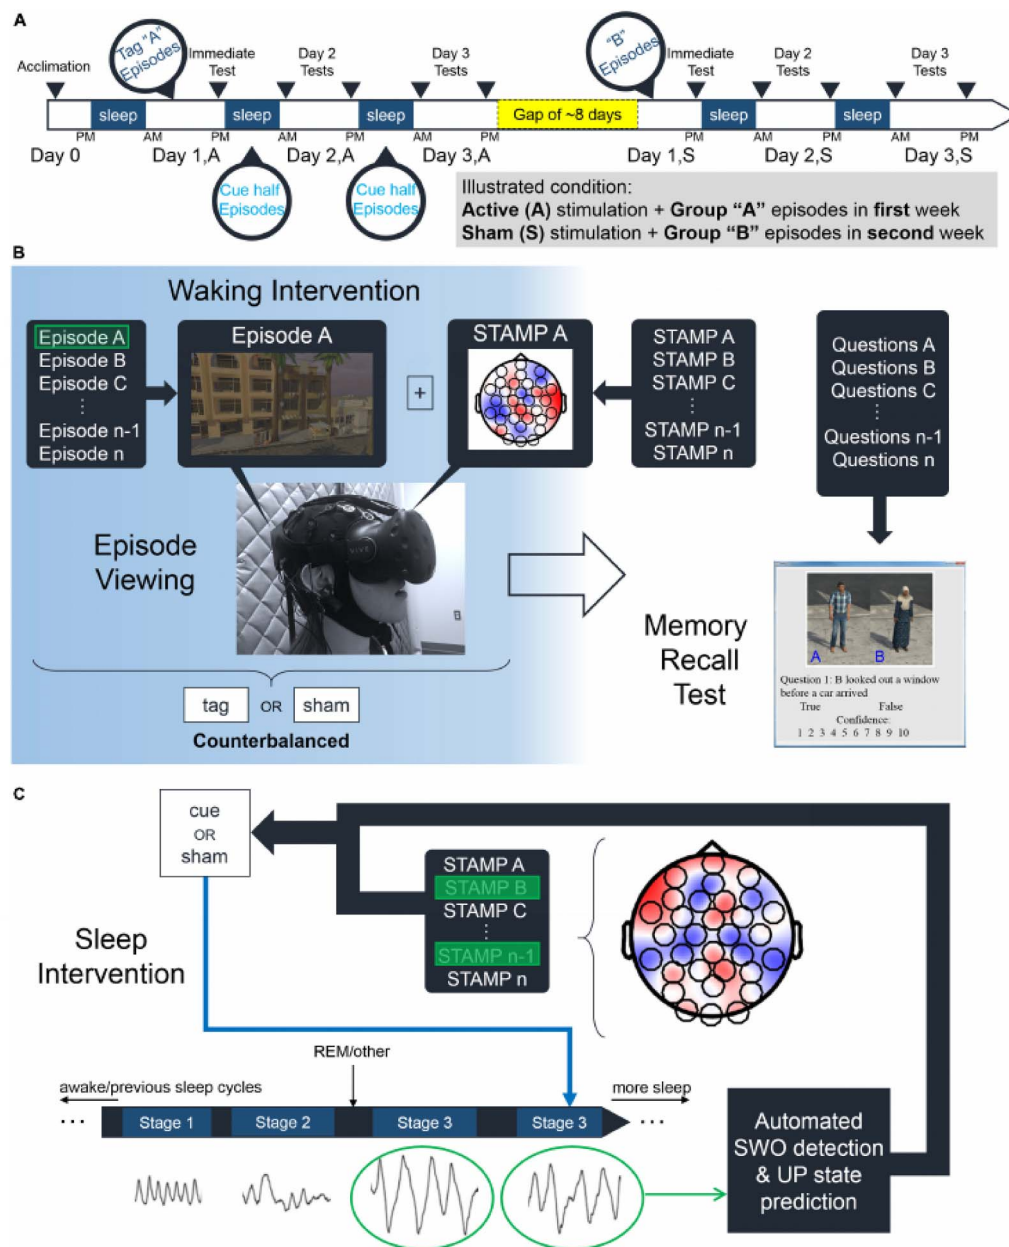 A
Tag "A"
Episodes
"B"
Episodes
Acclimation
Immediate
Test
Day 2
Tests
Day 3
Tests
Immediate
Test
Day 2
Tests
Day 3
Tests
sleep
sleep
sleep
Gap of ~8 days
sleep
sleep
PM
AM
PM
AM
PM
AM
PM
PM
AM
PM
AM
PM
Day 0
Day 1,A
Day 2,A
Day 3,A
Day 1,S
Day 2,S
Day 3,S
Cue half
Episodes
Cue half
Episodes
Illustrated condition:
Active (A) stimulation + Group "A" episodes in first week
Sham (S) stimulation + Group "B" episodes in second week
B
Waking Intervention
Episode A
Episode B
Episode C
⋮
Episode n-1
Episode n
Episode A
+
STAMP A
STAMP A
STAMP B
STAMP C
⋮
STAMP n-1
STAMP n
Questions A
Questions B
Questions C
⋮
Questions n-1
Questions n
VIVE
Episode
Viewing
tag OR sham
Counterbalanced
Memory
Recall
Test
A B
Question 1: B looked out a window
before a car arrived
True False
Confidence:
1 2 3 4 5 6 7 8 9 10
C
cue
OR
sham
STAMP A
STAMP B
STAMP C
⋮
STAMP n-1
STAMP n
Sleep
Intervention
REM/other
awake/previous sleep cycles
more sleep
... Stage 1 Stage 2 Stage 3 Stage 3 ...
Automated
SWO detection
& UP state
prediction